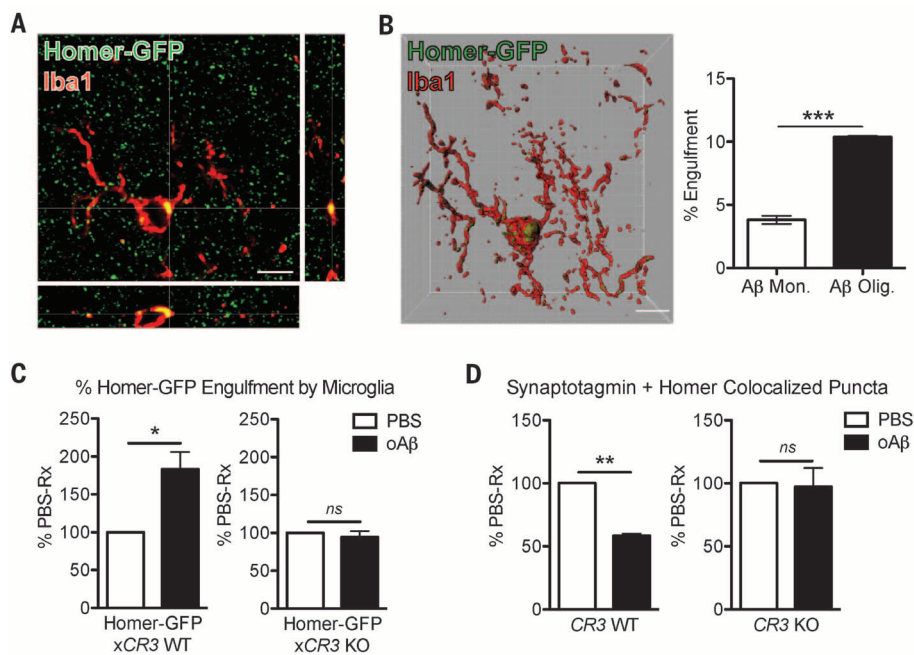 A
Homer-GFP
Iba1
B
Homer-GFP
Iba1
% Engulfment
15
10
5
0
***
Aβ Mon.
Aβ Olig.
C
% Homer-GFP Engulfment by Microglia
PBS
oAβ
% PBS-Rx
250
200
150
100
50
0
*
Homer-GFP
xCR3 WT
% PBS-Rx
250
200
150
100
50
0
ns
Homer-GFP
xCR3 KO
D
Synaptotagmin + Homer Colocalized Puncta
PBS
oAβ
% PBS-Rx
150
100
50
0
**
CR3 WT
% PBS-Rx
150
100
50
0
ns
CR3 KO